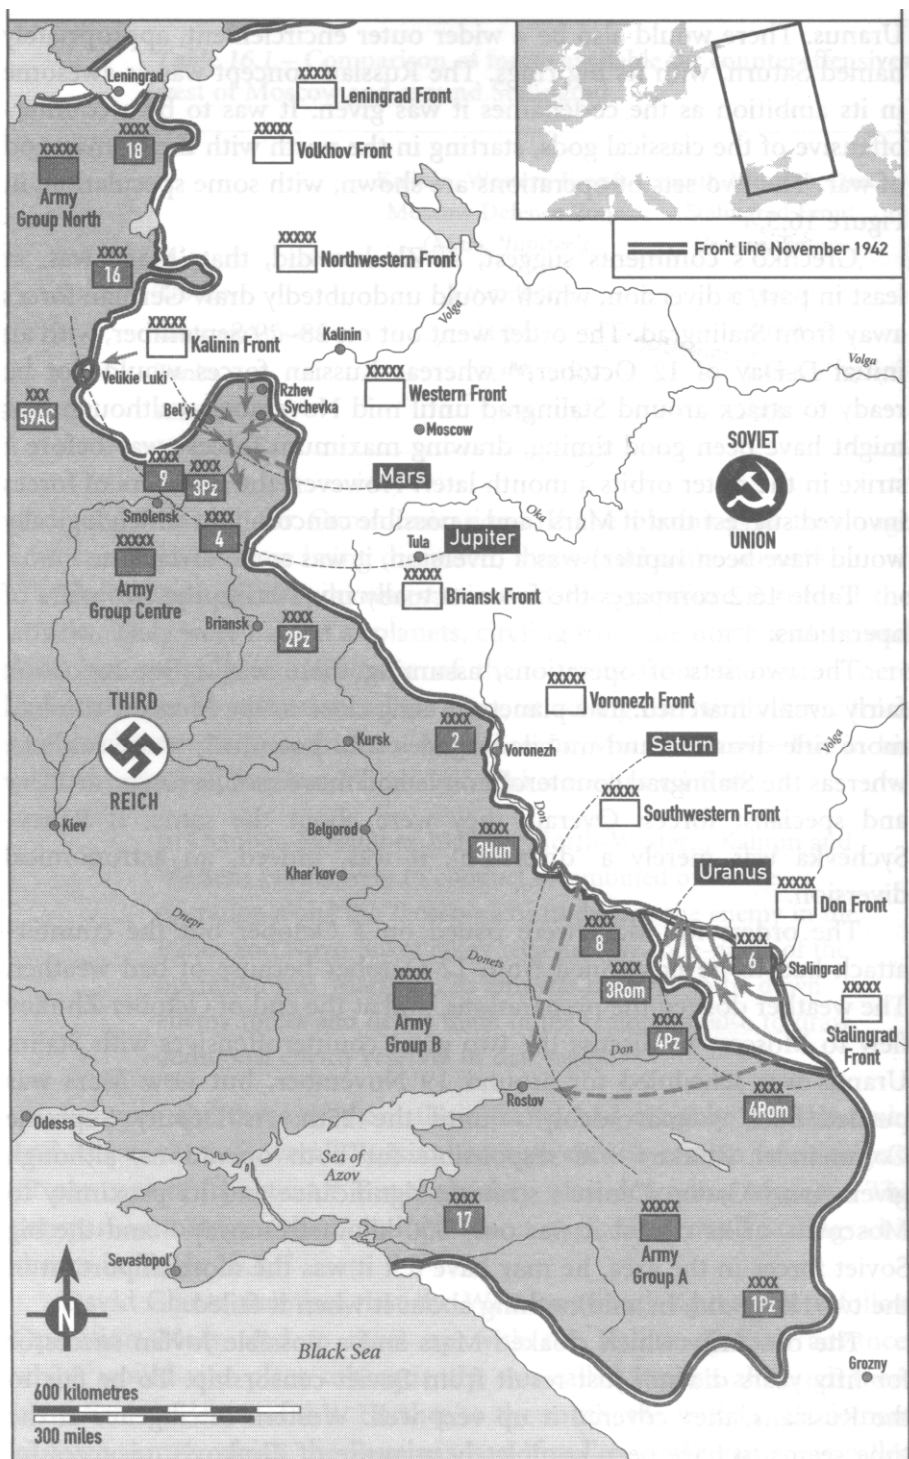 Leningrad
XXXXX
Leningrad Front
XXXX
18
XXXXX
Volkhov Front
XXXXX
Army
Group North
XXXX
16
XXXXX
Northwestern Front
Front line November 1942
Volga
Volga
XXXXX
Kalinin Front
Kalinin
Velikie Luki
XXX
59AC
Rzhev
Bel'yi
Sychevka
XXXXX
Western Front
Moscow
Mars
SOVIET
UNION
XXXX
9
XXXX
3Pz
Smolensk
XXXX
4
Oka
Tula
Jupiter
XXXXX
Army
Group Centre
XXXXX
Briansk Front
Briansk
XXXX
2Pz
THIRD
REICH
XXXXX
Voronezh Front
Kursk
XXXX
2
Voronezh
Saturn
Volga
Don
XXXXX
Southwestern Front
Kiev
Belgorod
XXXX
3Hun
Khar'kov
Uranus
XXXXX
Don Front
Dnepr
Donets
XXXX
8
XXXX
6
Stalingrad
XXXX
3Rom
XXXXX
Stalingrad
Front
XXXXX
Army
Group B
XXXX
4Pz
Don
Rostov
XXXX
4Rom
Odessa
Sea of
Azov
XXXX
17
XXXXX
Army
Group A
Sevastopol'
XXXX
1Pz
N
Black Sea
Grozny
600 kilometres
300 miles